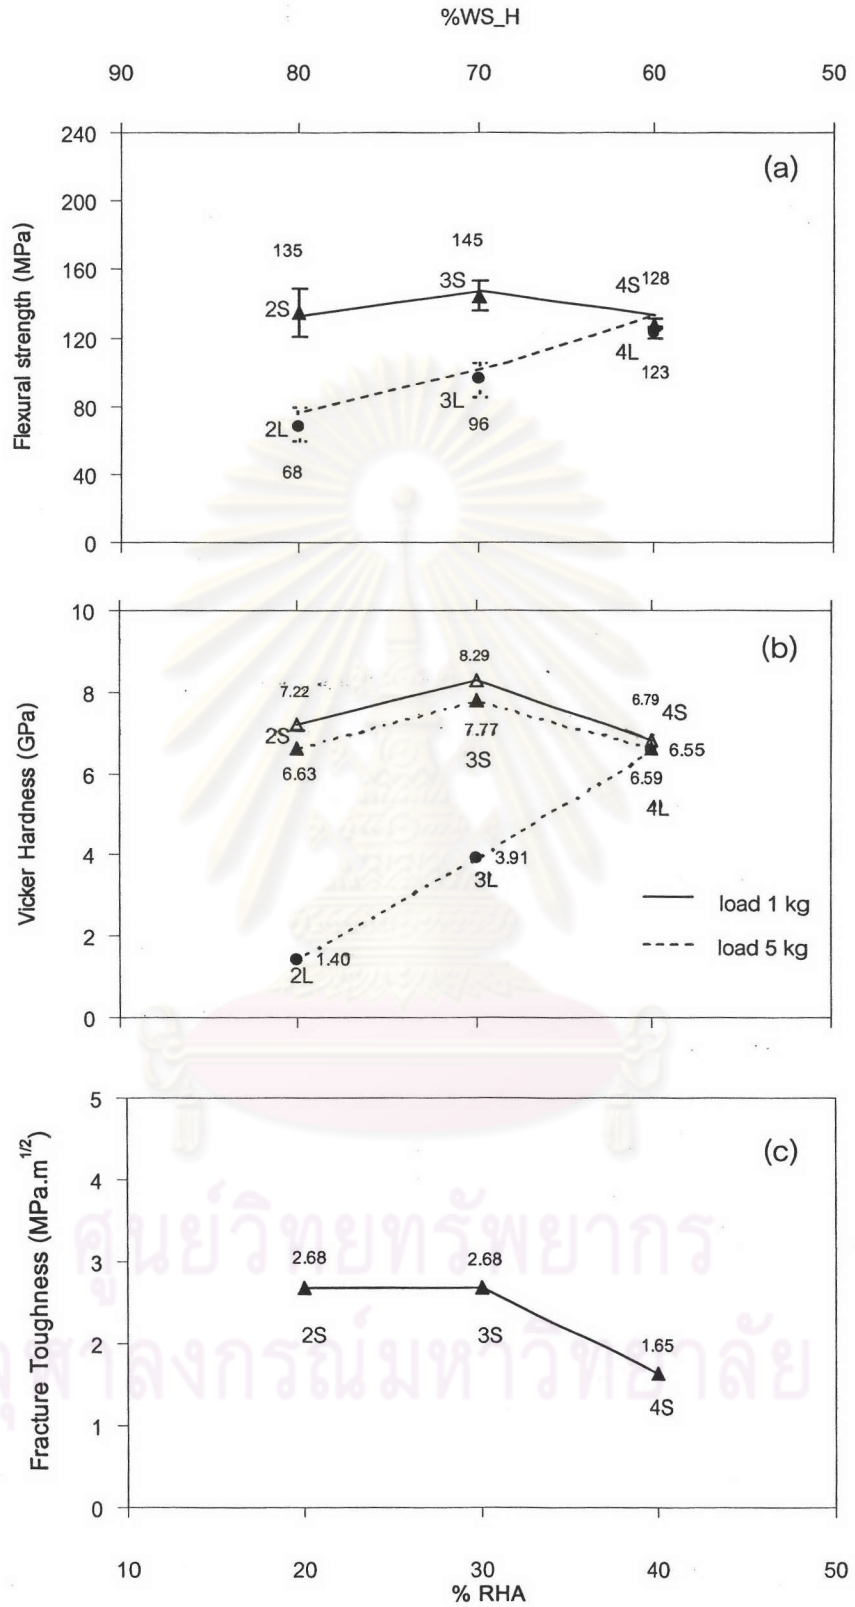 %WS_H
90 80 70 60 50
(a)
Flexural strength (MPa)
240
200
160
120
80
40
0
135
145
128
2S
3S
4S
4L
123
2L
68
3L
96
(b)
Vicker Hardness (GPa)
10
8
6
4
2
0
7.22
8.29
6.79
4S
2S
6.63
7.77
3S
6.55
6.59
4L
3.91
3L
1.40
2L
load 1 kg
load 5 kg
(c)
Fracture Toughness (MPa.m1/2)
5
4
3
2
1
0
2.68
2.68
1.65
2S
3S
4S
10 20 30 40 50
% RHA
ศูนย์วิทยทรัพยากร
จุฬาลงกรณ์มหาวิทยาลัย